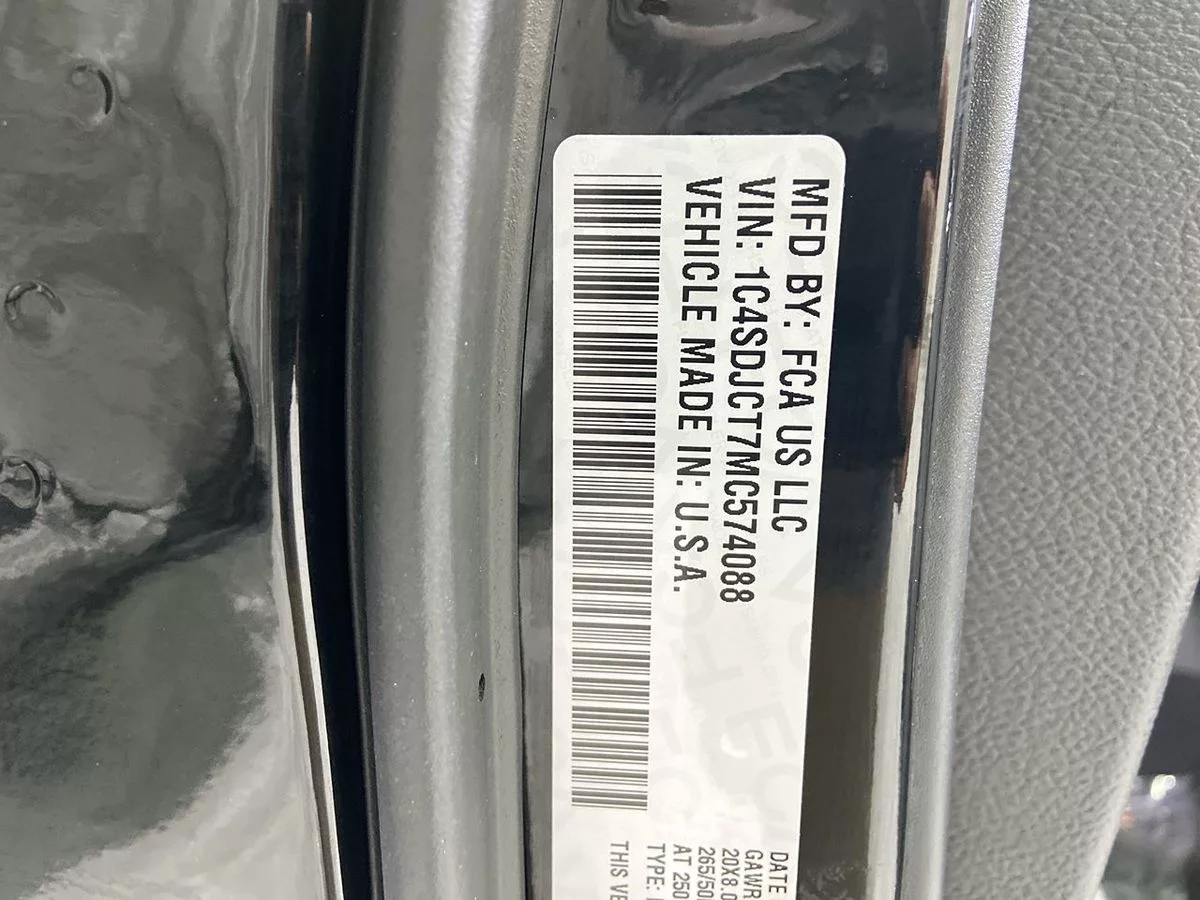 MFD BY: FCA US LLC
VIN: 1C4SDJCT7MC574088
VEHICLE MADE IN: U.S.A.
DATE
GAWR
20X8.0
265/50
AT 250
TYPE:
THIS VE